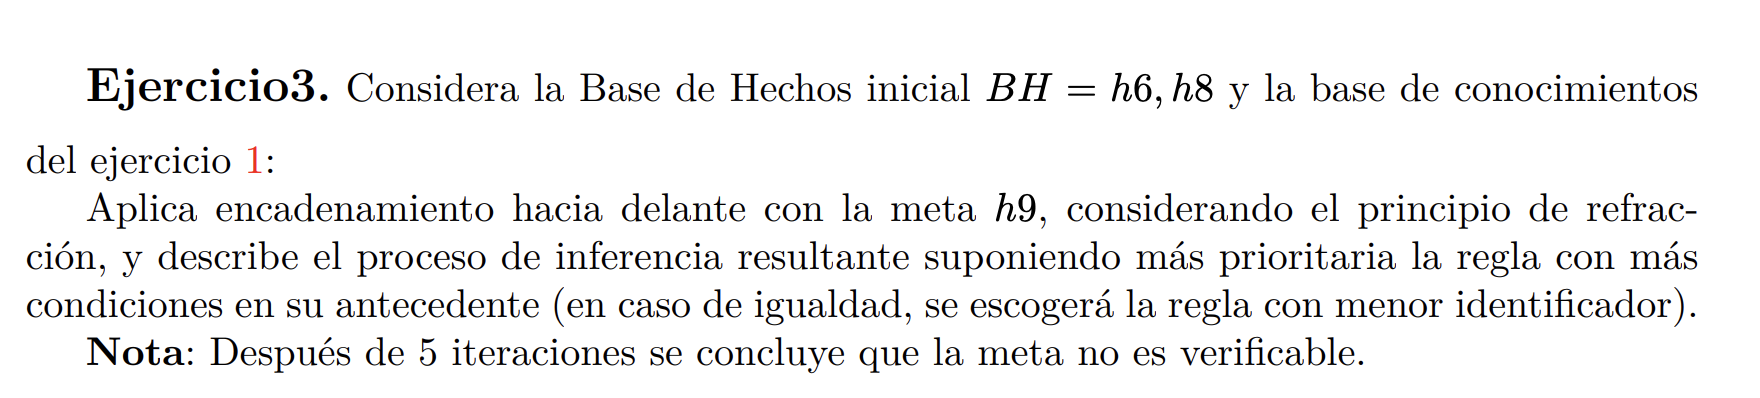 Ejercicio3. Considera la Base de Hechos inicial BH = h6, h8 y la base de conocimientos
del ejercicio 1:
Aplica encadenamiento hacia delante con la meta h9, considerando el principio de refrac-
ción, y describe el proceso de inferencia resultante suponiendo más prioritaria la regla con más
condiciones en su antecedente (en caso de igualdad, se escogerá la regla con menor identificador).
Nota: Después de 5 iteraciones se concluye que la meta no es verificable.